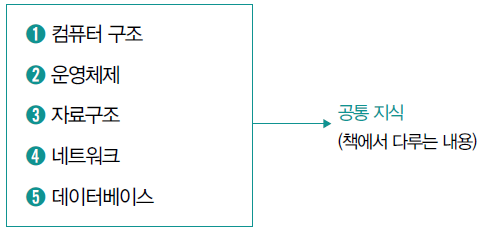 ❶ 컴퓨터 구조
❷ 운영체제
❸ 자료구조
❹ 네트워크
❺ 데이터베이스
공통 지식
(책에서 다루는 내용)